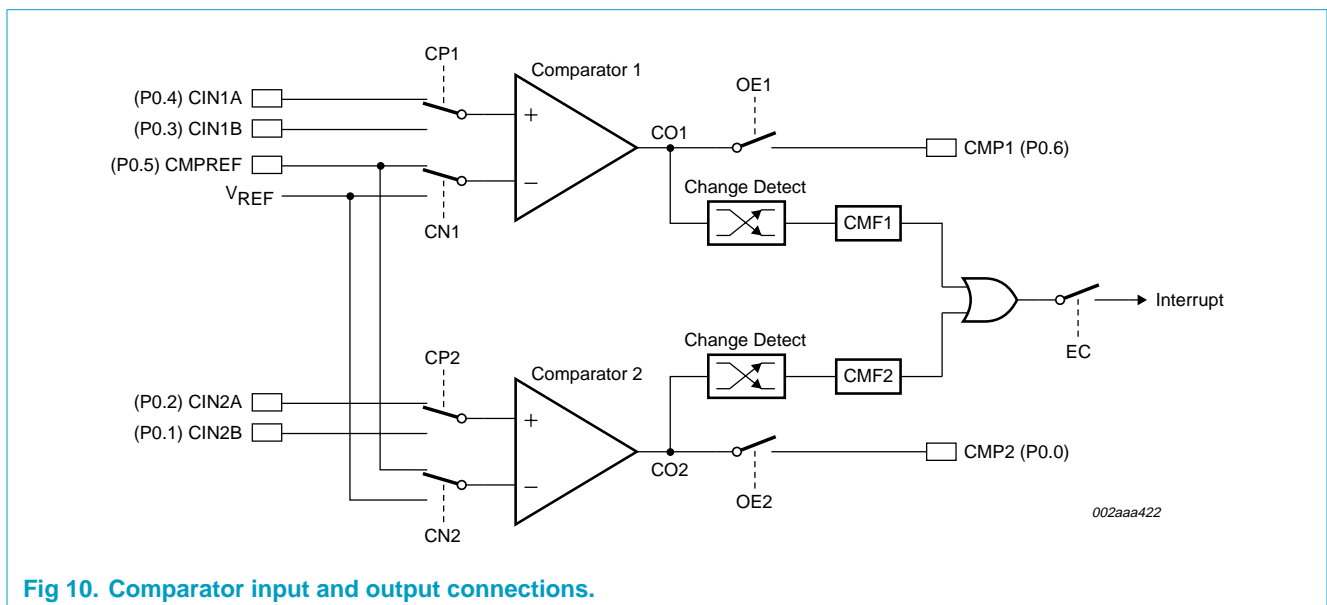 CP1
Comparator 1
OE1
(P0.4) CIN1A
+
(P0.3) CIN1B
CO1
CMP1 (P0.6)
(P0.5) CMPREF
−
Change Detect
VREF
CN1
CMF1
Interrupt
EC
CP2
Comparator 2
Change Detect
CMF2
(P0.2) CIN2A
+
(P0.1) CIN2B
CO2
CMP2 (P0.0)
−
OE2
CN2
002aaa422
Fig 10. Comparator input and output connections.